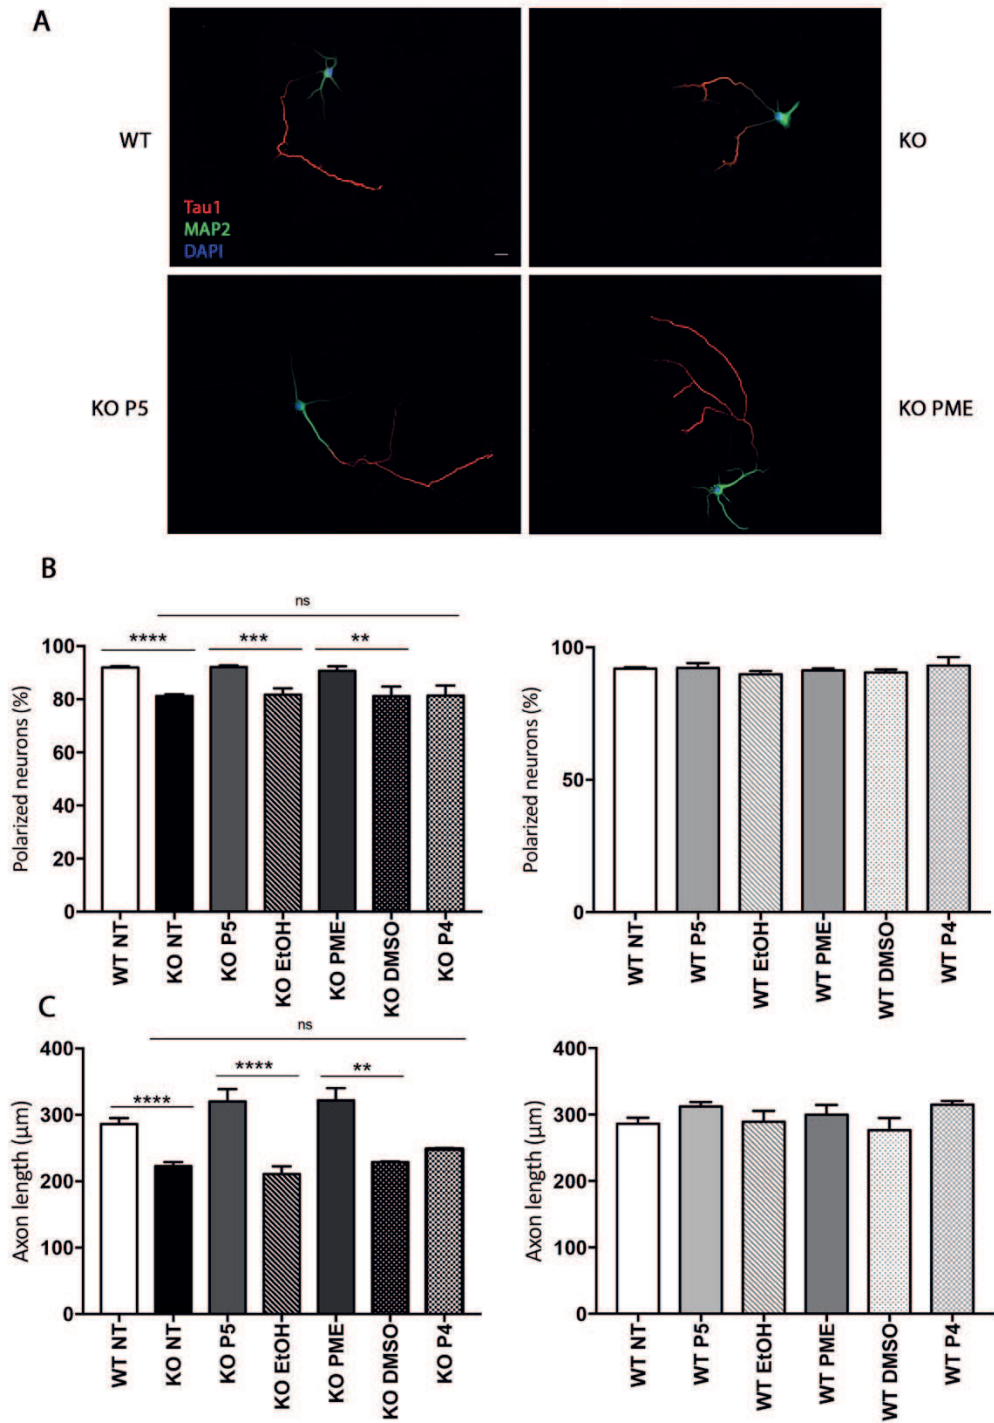 A
WT
KO
Tau1
MAP2
DAPI
KO P5
KO PME
B
ns
**** *** **
Polarized neurons (%)
100
80
60
40
20
0
WT NT
KO NT
KO P5
KO EtOH
KO PME
KO DMSO
KO P4
Polarized neurons (%)
100
50
0
WT NT
WT P5
WT EtOH
WT PME
WT DMSO
WT P4
C
ns
**** **** **
Axon length (µm)
400
300
200
100
0
WT NT
KO NT
KO P5
KO EtOH
KO PME
KO DMSO
KO P4
Axon length (µm)
400
300
200
100
0
WT NT
WT P5
WT EtOH
WT PME
WT DMSO
WT P4